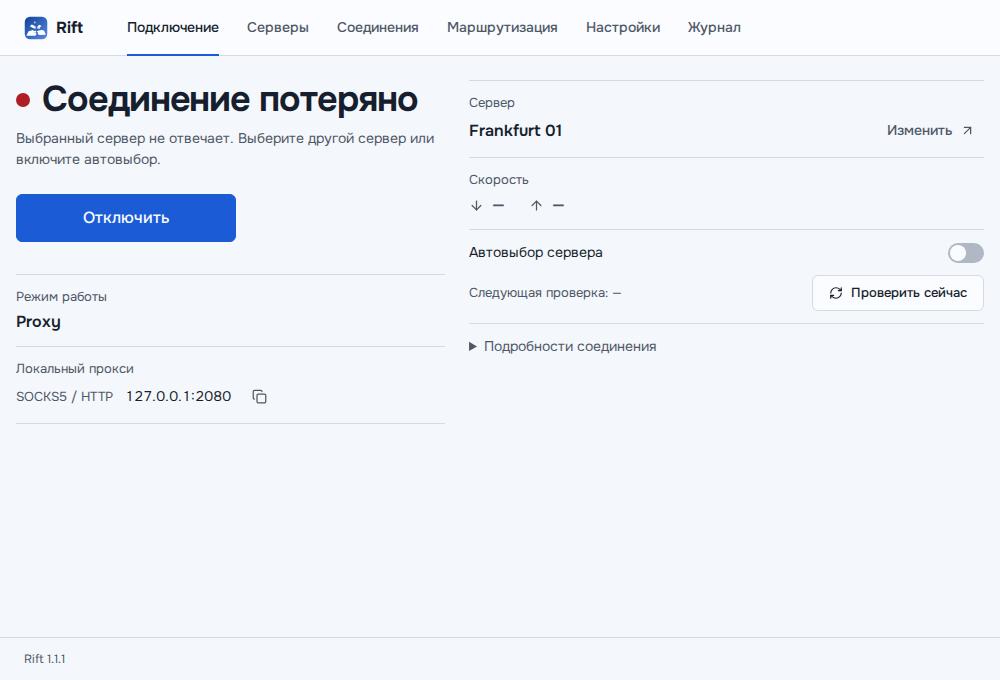 Rift
Подключение
Серверы
Соединения
Маршрутизация
Настройки
Журнал
Соединение потеряно
Выбранный сервер не отвечает. Выберите другой сервер или
включите автовыбор.
Отключить
Режим работы
Proxy
Локальный прокси
SOCKS5 / HTTP 127.0.0.1:2080
Сервер
Frankfurt 01
Изменить
Скорость
↓ — ↑ —
Автовыбор сервера
Следующая проверка: —
Проверить сейчас
Подробности соединения
Rift 1.1.1